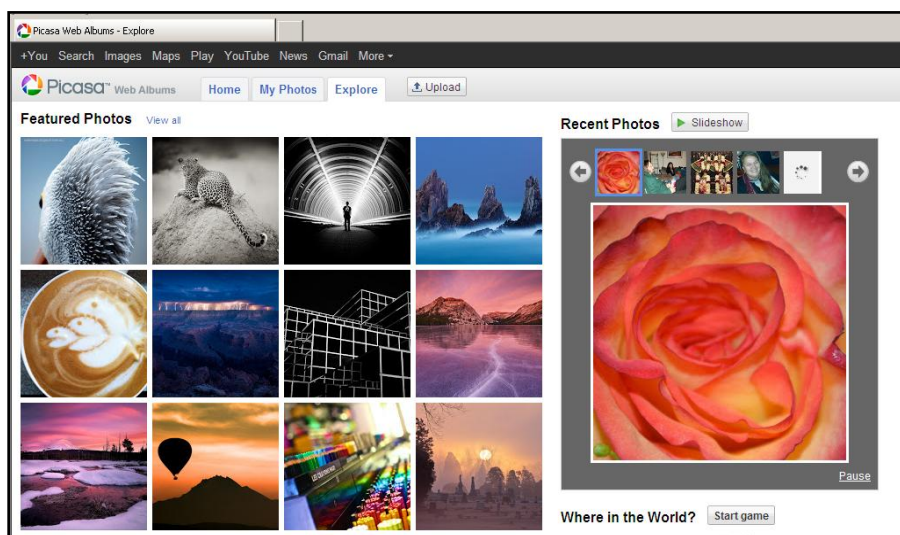 Picasa Web Albums - Explore
+You Search Images Maps Play YouTube News Gmail More
Picasa™ Web Albums Home My Photos Explore Upload
Featured Photos View all
Recent Photos Slideshow
Pause
Where in the World? Start game